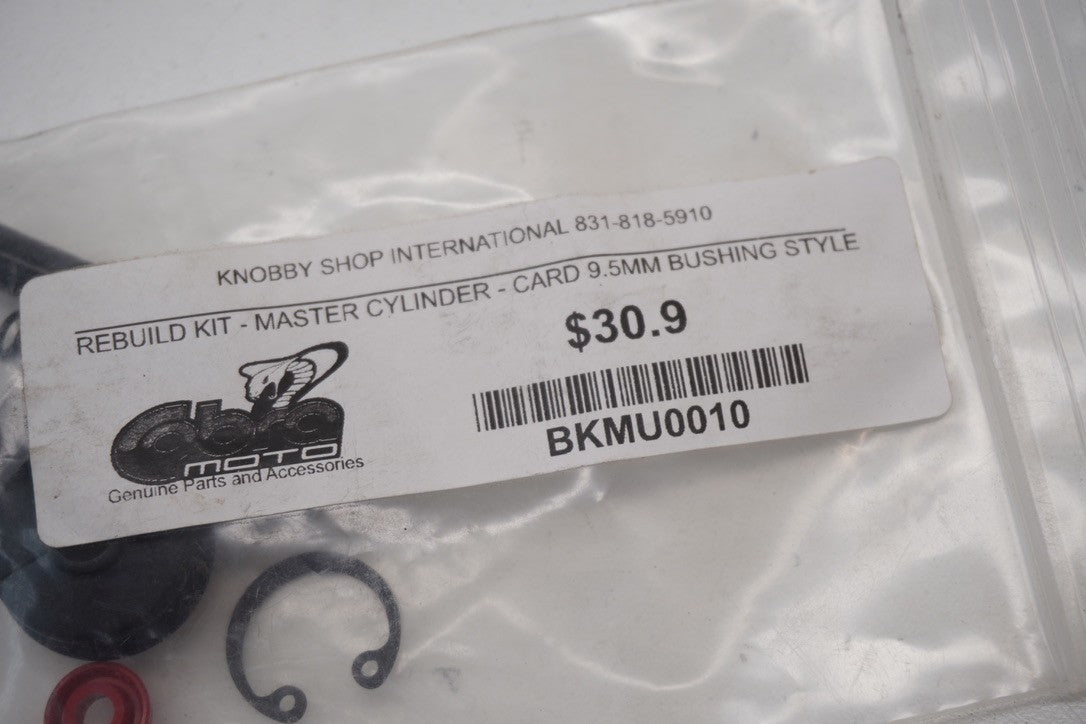 KNOBBY SHOP INTERNATIONAL 831-818-5910
REBUILD KIT - MASTER CYLINDER - CARD 9.5MM BUSHING STYLE
$30.9
Cobra
MOTO
Genuine Parts and Accessories
BKMU0010